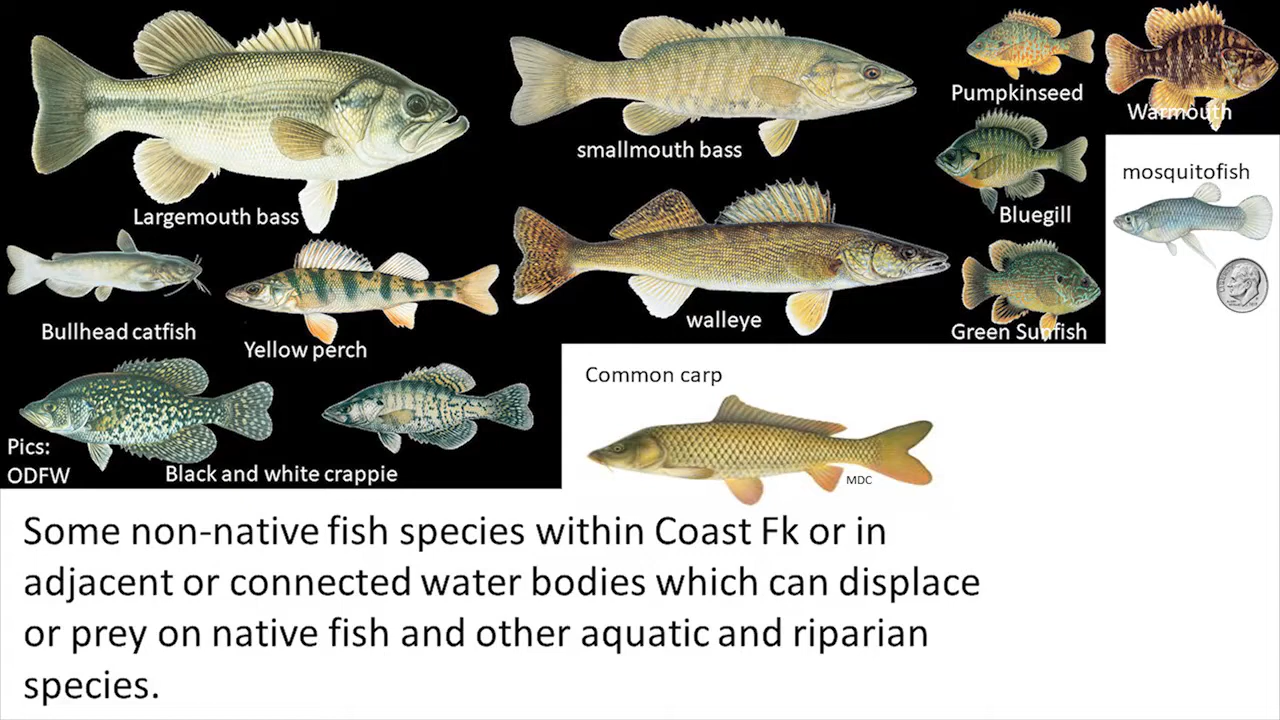 Pumpkinseed
Warmouth
smallmouth bass
mosquitofish
Largemouth bass
Bluegill
walleye
Green Sunfish
Bullhead catfish
Yellow perch
Common carp
Pics:
ODFW
Black and white crappie
MDC
Some non-native fish species within Coast Fk or in
adjacent or connected water bodies which can displace
or prey on native fish and other aquatic and riparian
species.